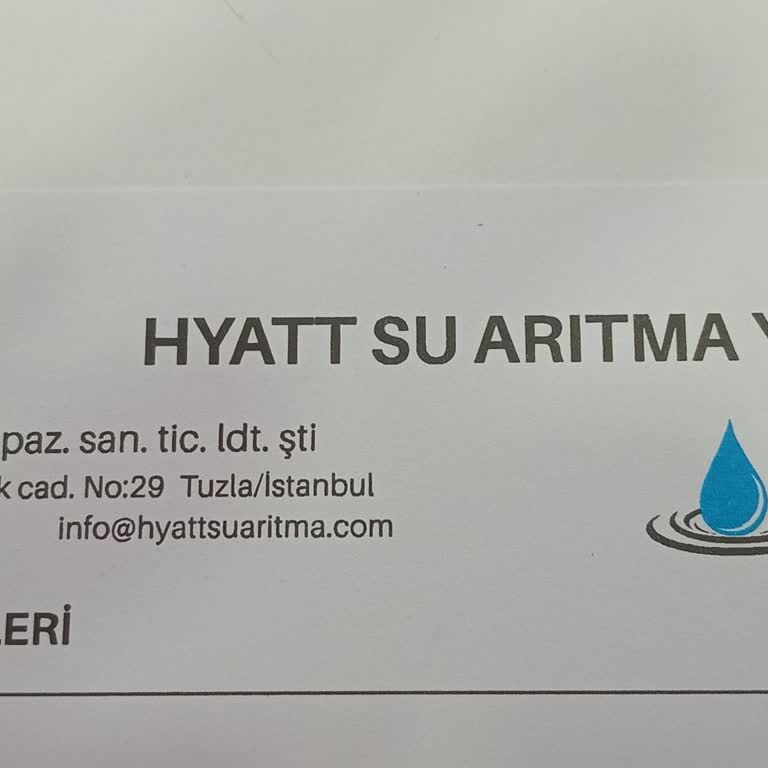 HYATT SU ARITMA Y
paz. san. tic. ldt. şti
k cad. No:29 Tuzla/İstanbul
info@hyattsuaritma.com
LERİ